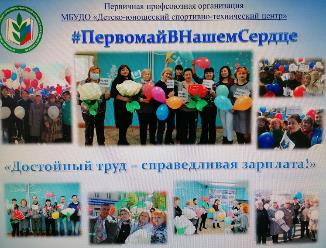 Первичная профсоюзная организация
МБУДО «Детско-юношеский спортивно-технический центр»
#ПервомайВНашемСердце
«Достойный труд – справедливая зарплата!»